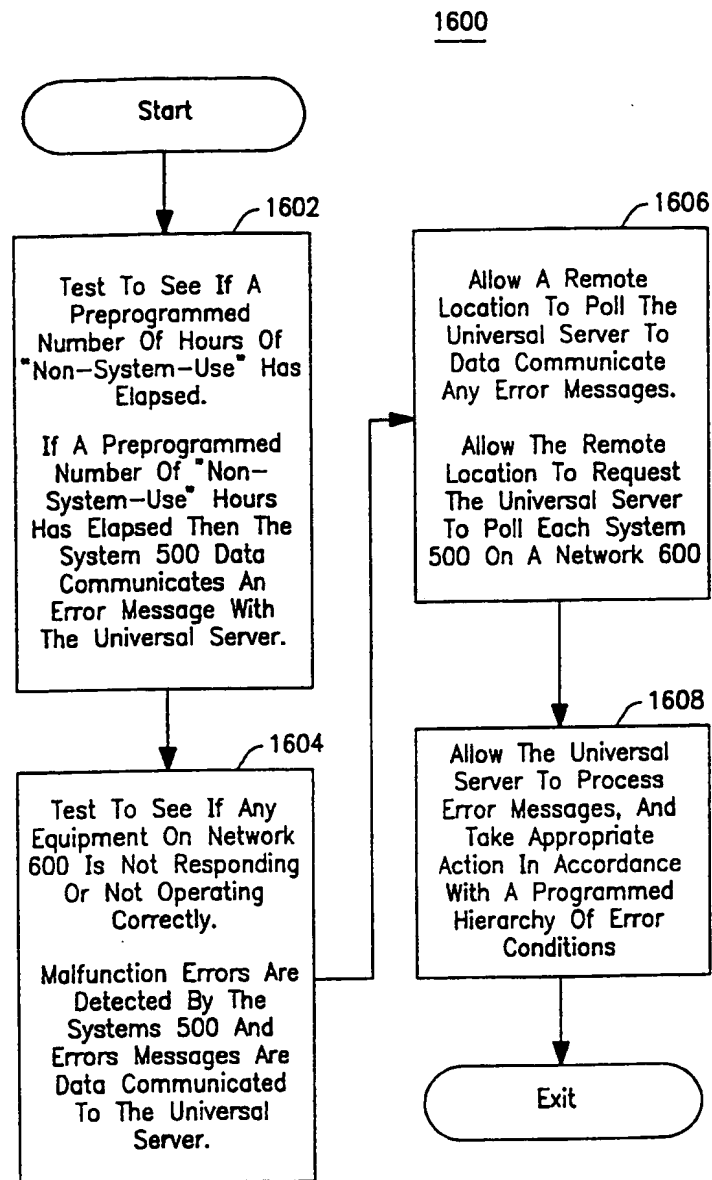 1600
Start
1602
Test To See If A
Preprogrammed
Number Of Hours Of
"Non-System-Use" Has
Elapsed.
If A Preprogrammed
Number Of "Non-
System-Use" Hours
Has Elapsed Then The
System 500 Data
Communicates An
Error Message With
The Universal Server.
1604
Test To See If Any
Equipment On Network
600 Is Not Responding
Or Not Operating
Correctly.
Malfunction Errors Are
Detected By The
Systems 500 And
Errors Messages Are
Data Communicated
To The Universal
Server.
1606
Allow A Remote
Location To Poll The
Universal Server To
Data Communicate
Any Error Messages.
Allow The Remote
Location To Request
The Universal Server
To Poll Each System
500 On A Network 600
1608
Allow The Universal
Server To Process
Error Messages, And
Take Appropriate
Action In Accordance
With A Programmed
Hierarchy Of Error
Conditions
Exit